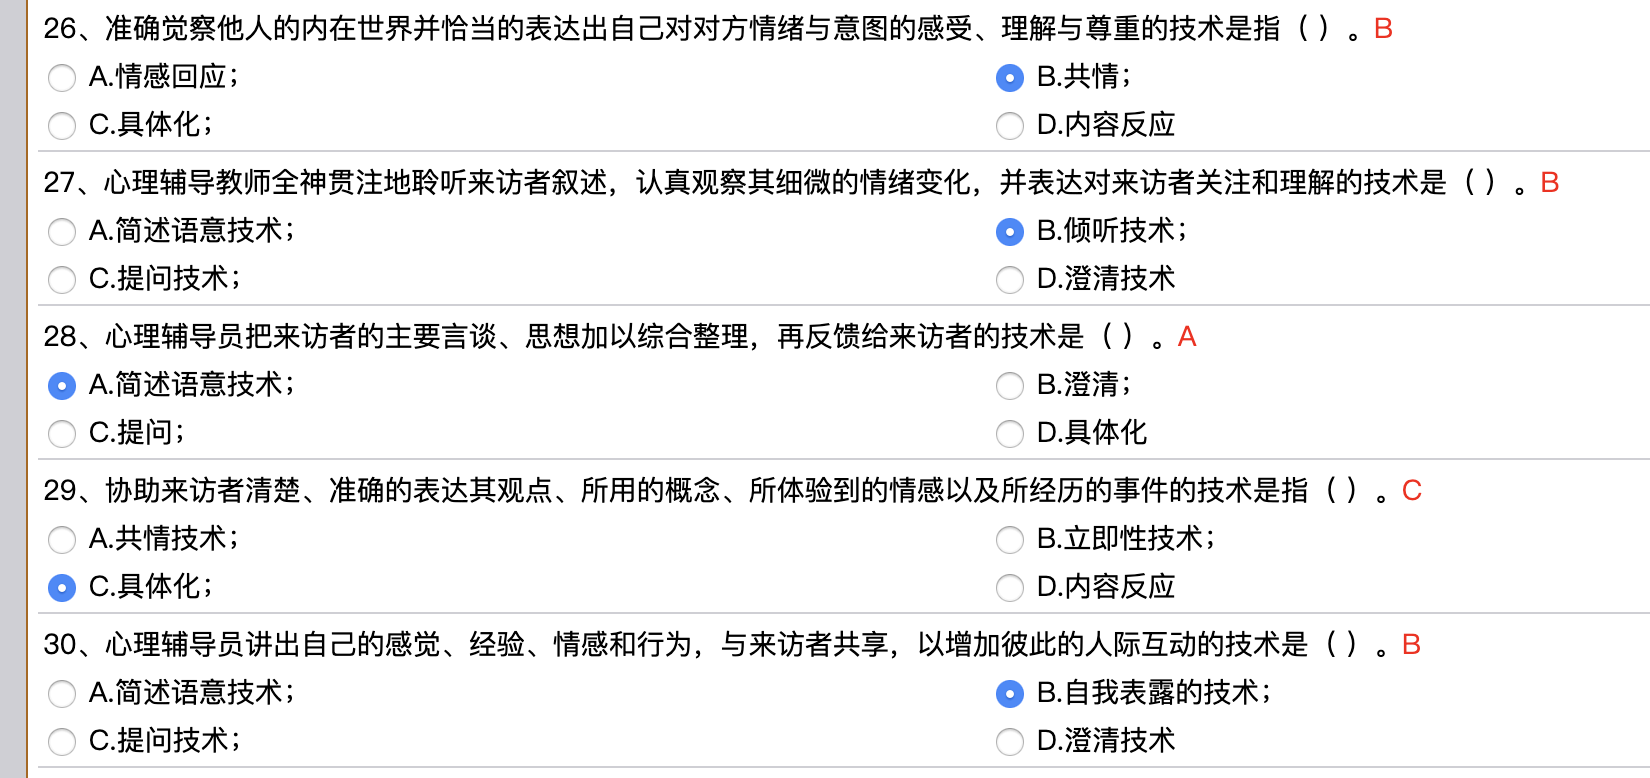 26、准确觉察他人的内在世界并恰当的表达出自己对对方情绪与意图的感受、理解与尊重的技术是指（ ）。B
A.情感回应； B.共情；
C.具体化； D.内容反应
27、心理辅导教师全神贯注地聆听来访者叙述，认真观察其细微的情绪变化，并表达对来访者关注和理解的技术是（ ）。B
A.简述语意技术； B.倾听技术；
C.提问技术； D.澄清技术
28、心理辅导员把来访者的主要言谈、思想加以综合整理，再反馈给来访者的技术是（ ）。A
A.简述语意技术； B.澄清；
C.提问； D.具体化
29、协助来访者清楚、准确的表达其观点、所用的概念、所体验到的情感以及所经历的事件的技术是指（ ）。C
A.共情技术； B.立即性技术；
C.具体化； D.内容反应
30、心理辅导员讲出自己的感觉、经验、情感和行为，与来访者共享，以增加彼此的人际互动的技术是（ ）。B
A.简述语意技术； B.自我表露的技术；
C.提问技术； D.澄清技术